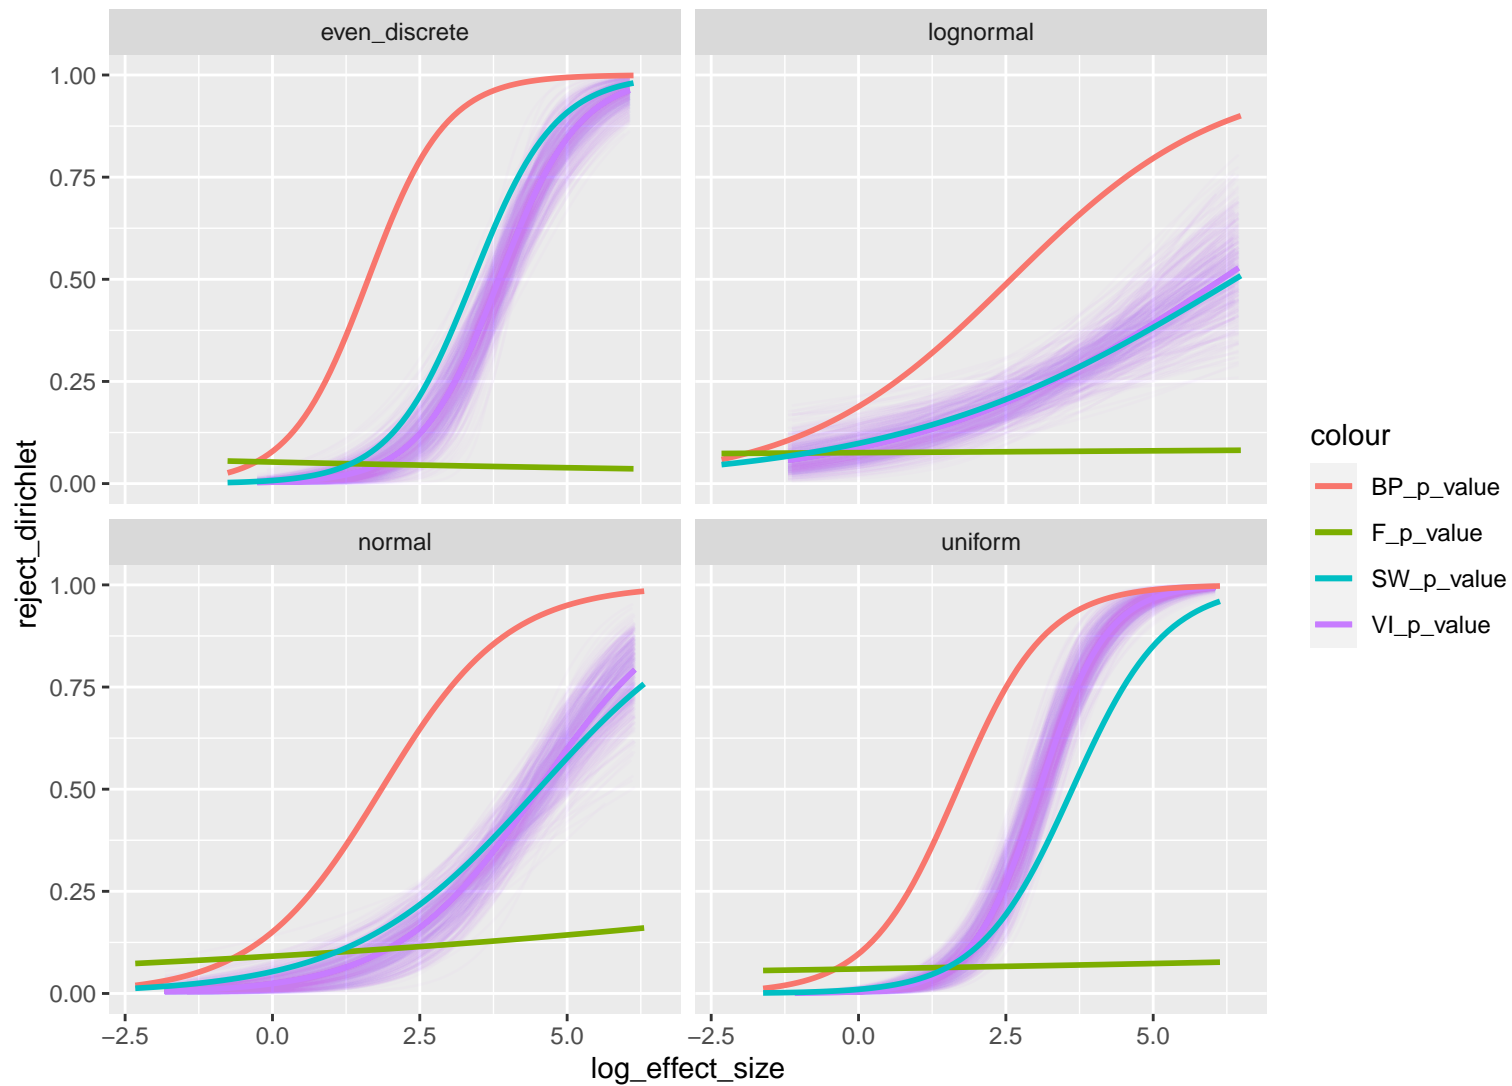 even_discrete
lognormal
1.00
0.75
0.50
0.25
0.00
normal
uniform
1.00
0.75
0.50
0.25
0.00
−2.5
0.0
2.5
5.0
−2.5
0.0
2.5
5.0
log_effect_size
reject_dirichlet
colour
BP_p_value
F_p_value
SW_p_value
VI_p_value